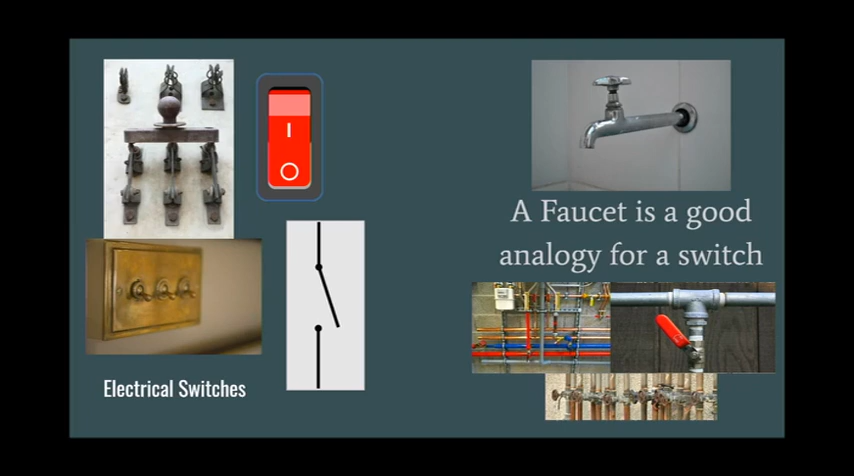 A Faucet is a good
analogy for a switch
Electrical Switches